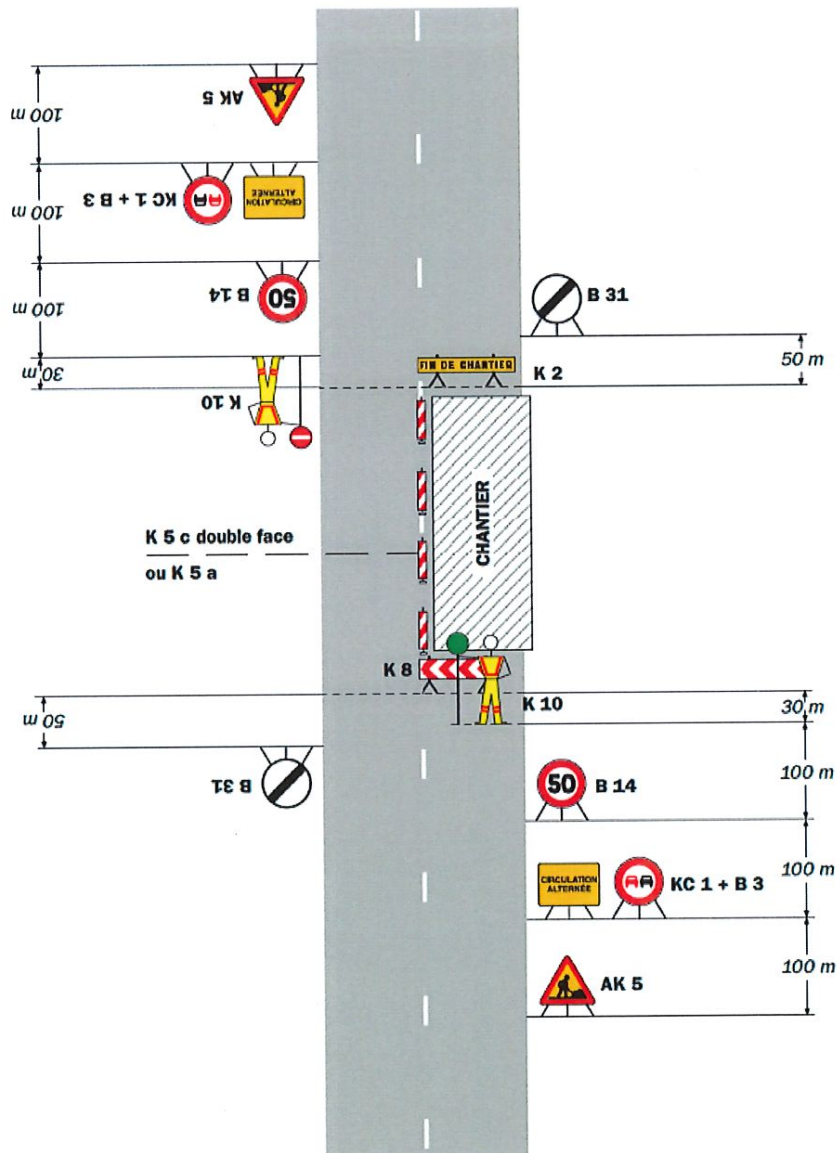 AK 5
100 m
KC 1 + B 3
CIRCULATION
ALTERNÉE
100 m
B 14
50
100 m
B 31
50 m
30 m
K 10
FIN DE CHANTIER
K 2
CHANTIER
K 5 c double face
ou K 5 a
K 8
K 10
30 m
50 m
B 31
50
B 14
100 m
CIRCULATION
ALTERNÉE
KC 1 + B 3
100 m
AK 5
100 m